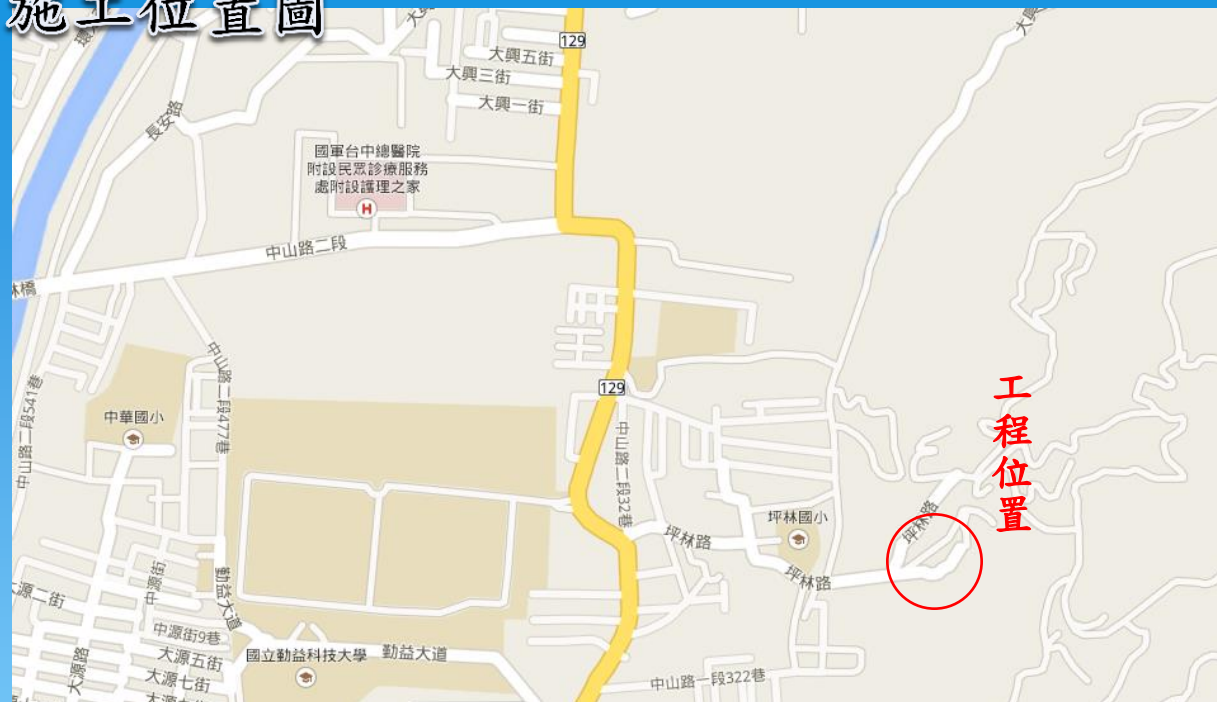 施工位置圖
129
大興五街
大興三街
大興一街
長安路
國軍台中總醫院
附設民眾診療服務
處附設護理之家
H
中山路二段
林橋
中山路二段477巷
中山路二段541巷
中華國小
129
中山路二段32巷
坪林路
坪林國小
坪林路
坪林路
工程位置
中源街
勤益大道
中源街9巷
大源五街
大源七街
大源路
國立勤益科技大學
勤益大道
中山路一段322巷